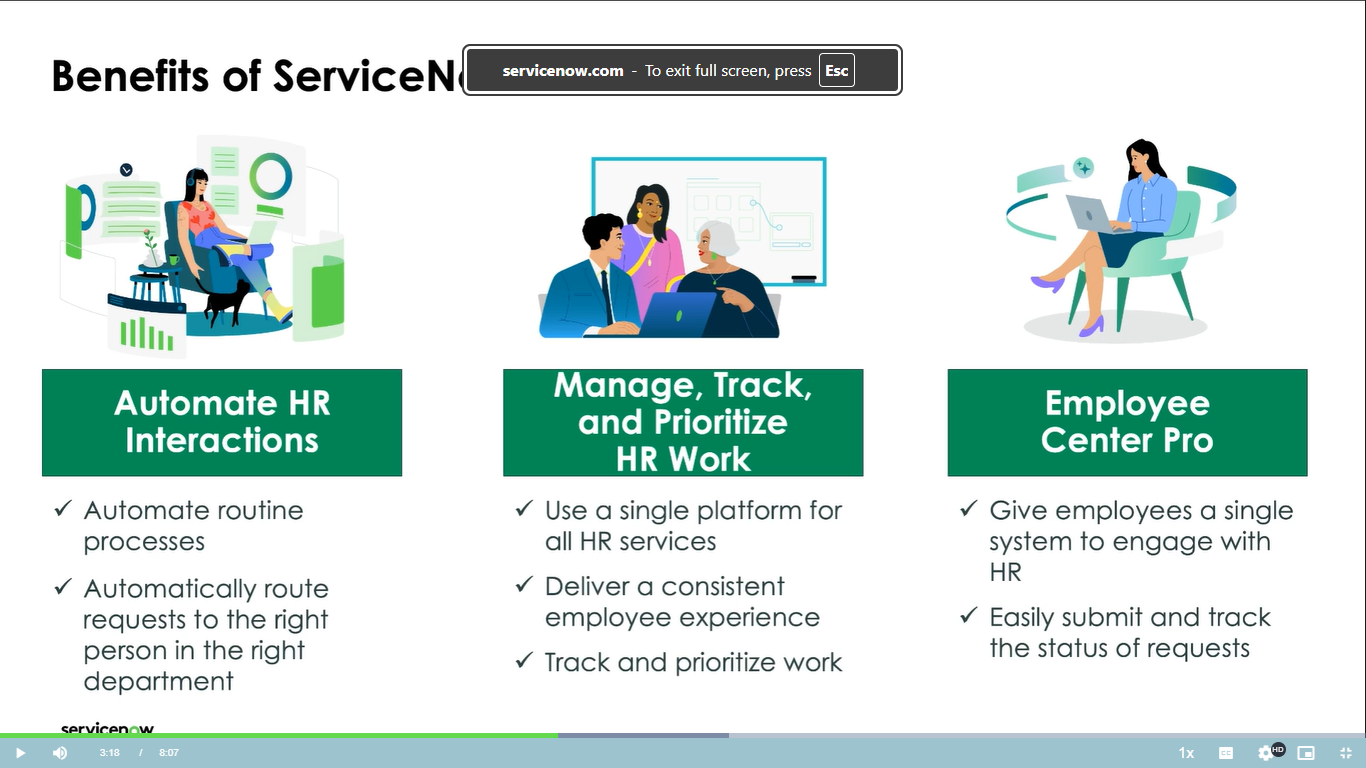 Benefits of ServiceN
servicenow.com - To exit full screen, press Esc
Automate HR
Interactions
✓ Automate routine
processes
✓ Automatically route
requests to the right
person in the right
department
Manage, Track,
and Prioritize
HR Work
✓ Use a single platform for
all HR services
✓ Deliver a consistent
employee experience
✓ Track and prioritize work
Employee
Center Pro
✓ Give employees a single
system to engage with
HR
✓ Easily submit and track
the status of requests
servicenow
3:18 / 8:07
1x
CC
HD